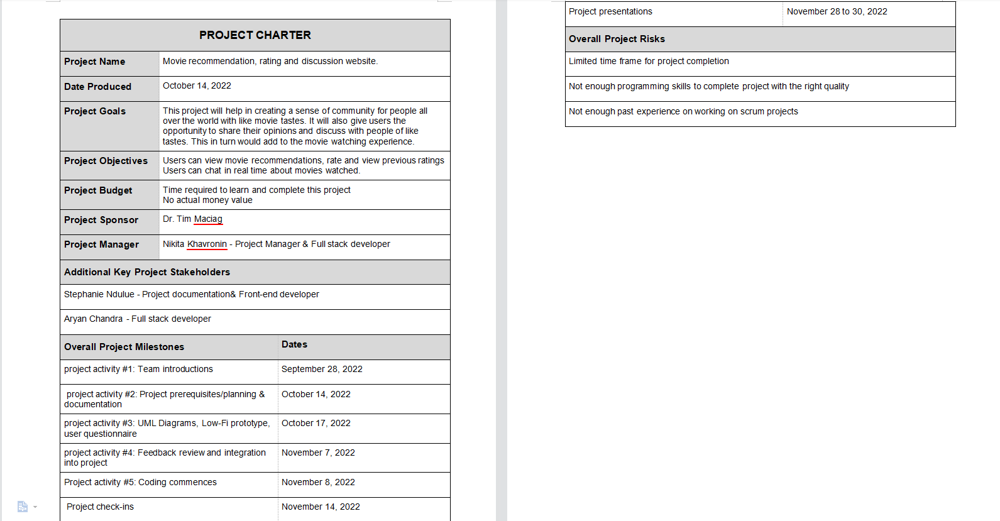 PROJECT CHARTER
Project Name
Movie recommendation, rating and discussion website.
Date Produced
October 14, 2022
Project Goals
This project will help in creating a sense of community for people all
over the world with like movie tastes. It will also give users the
opportunity to share their opinions and discuss with people of like
tastes. This in turn would add to the movie watching experience.
Project Objectives
Users can view movie recommendations, rate and view previous ratings
Users can chat in real time about movies watched.
Project Budget
Time required to learn and complete this project
No actual money value
Project Sponsor
Dr. Tim Maciag
Project Manager
Nikita Khavronin - Project Manager & Full stack developer
Additional Key Project Stakeholders
Stephanie Ndulue - Project documentation& Front-end developer
Aryan Chandra - Full stack developer
Overall Project Milestones
Dates
project activity #1: Team introductions
September 28, 2022
project activity #2: Project prerequisites/planning &
documentation
October 14, 2022
project activity #3: UML Diagrams, Low-Fi prototype,
user questionnaire
October 17, 2022
project activity #4: Feedback review and integration
into project
November 7, 2022
Project activity #5: Coding commences
November 8, 2022
Project check-ins
November 14, 2022
Project presentations
November 28 to 30, 2022
Overall Project Risks
Limited time frame for project completion
Not enough programming skills to complete project with the right quality
Not enough past experience on working on scrum projects